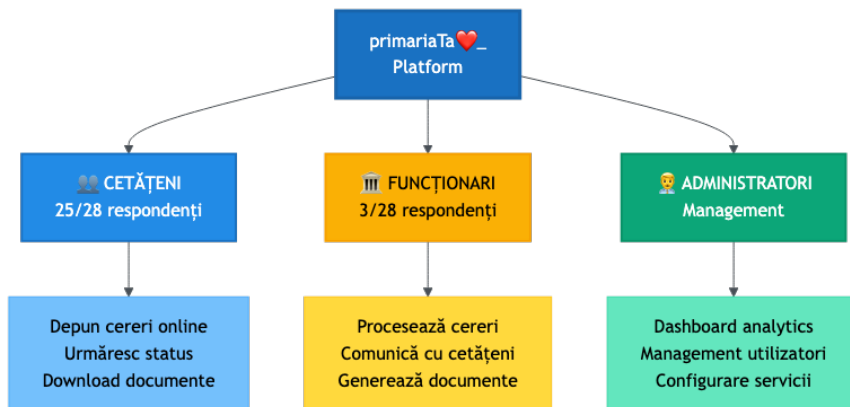 primariaTa❤️_
Platform
👥 CETĂȚENI
25/28 respondenți
🏛️ FUNCȚIONARI
3/28 respondenți
👨‍💼 ADMINISTRATORI
Management
Depun cereri online
Urmăresc status
Download documente
Procesează cereri
Comunică cu cetățeni
Generează documente
Dashboard analytics
Management utilizatori
Configurare servicii